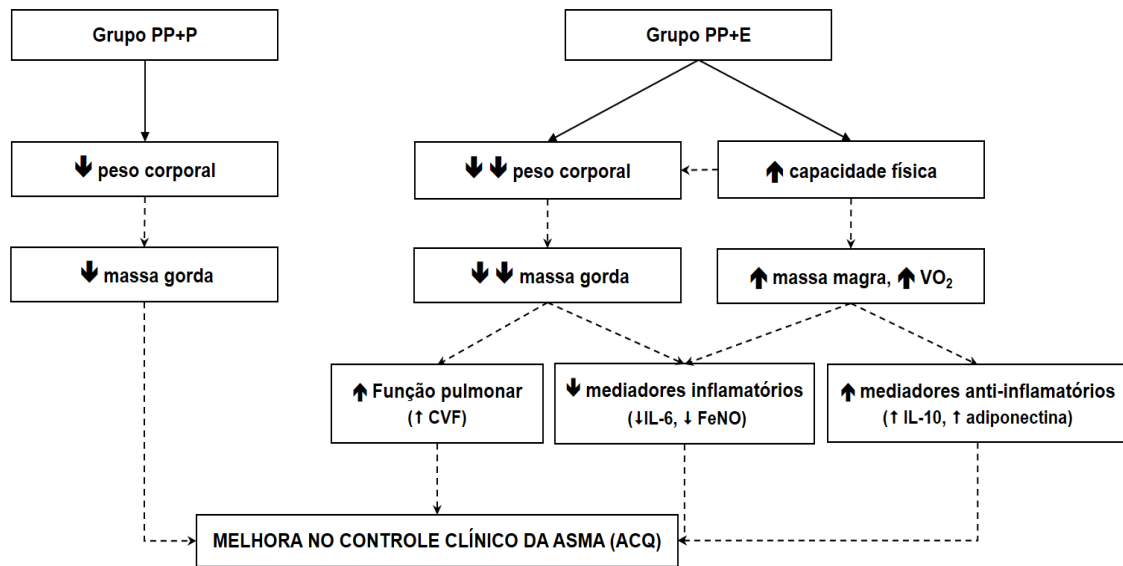 Grupo PP+P
Grupo PP+E
🡇 peso corporal
🡇 🡇 peso corporal
🡅 capacidade física
🡇 massa gorda
🡇 🡇 massa gorda
🡅 massa magra, 🡅 VO₂
🡅 Função pulmonar
(↑ CVF)
🡇 mediadores inflamatórios
(↓IL-6, ↓ FeNO)
🡅 mediadores anti-inflamatórios
(↑ IL-10, ↑ adiponectina)
MELHORA NO CONTROLE CLÍNICO DA ASMA (ACQ)